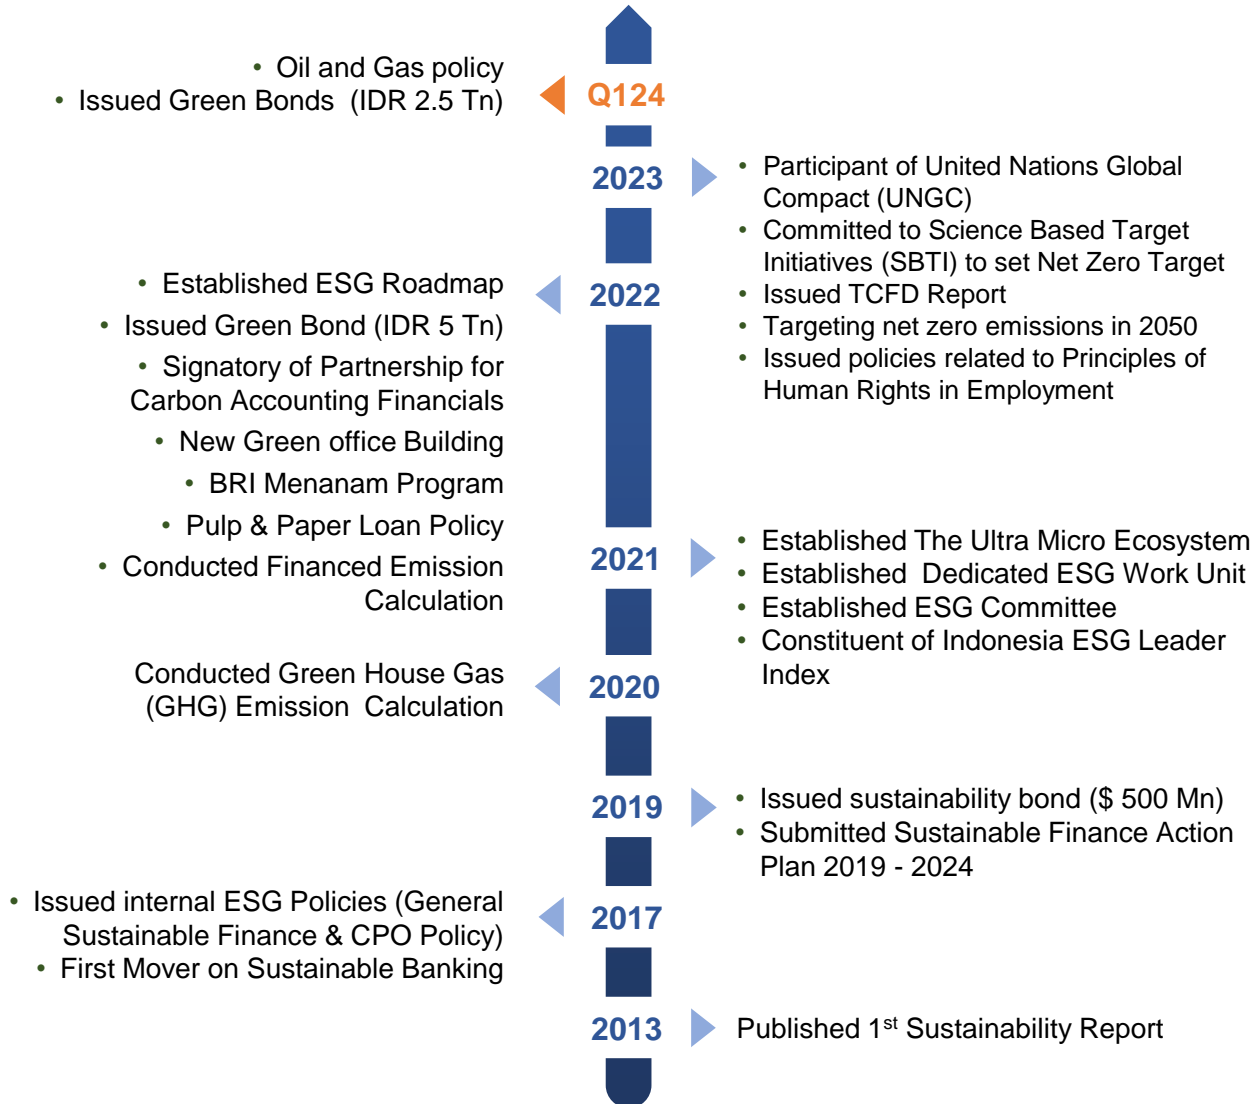 • Oil and Gas policy
• Issued Green Bonds (IDR 2.5 Tn)
Q124
2023
• Participant of United Nations Global
Compact (UNGC)
• Committed to Science Based Target
Initiatives (SBTI) to set Net Zero Target
• Issued TCFD Report
• Targeting net zero emissions in 2050
• Issued policies related to Principles of
Human Rights in Employment
• Established ESG Roadmap
• Issued Green Bond (IDR 5 Tn)
• Signatory of Partnership for
Carbon Accounting Financials
• New Green office Building
• BRI Menanam Program
• Pulp & Paper Loan Policy
• Conducted Financed Emission
Calculation
2022
2021
• Established The Ultra Micro Ecosystem
• Established Dedicated ESG Work Unit
• Established ESG Committee
• Constituent of Indonesia ESG Leader
Index
Conducted Green House Gas
(GHG) Emission Calculation
2020
2019
• Issued sustainability bond ($ 500 Mn)
• Submitted Sustainable Finance Action
Plan 2019 - 2024
• Issued internal ESG Policies (General
Sustainable Finance & CPO Policy)
• First Mover on Sustainable Banking
2017
2013
Published 1st Sustainability Report